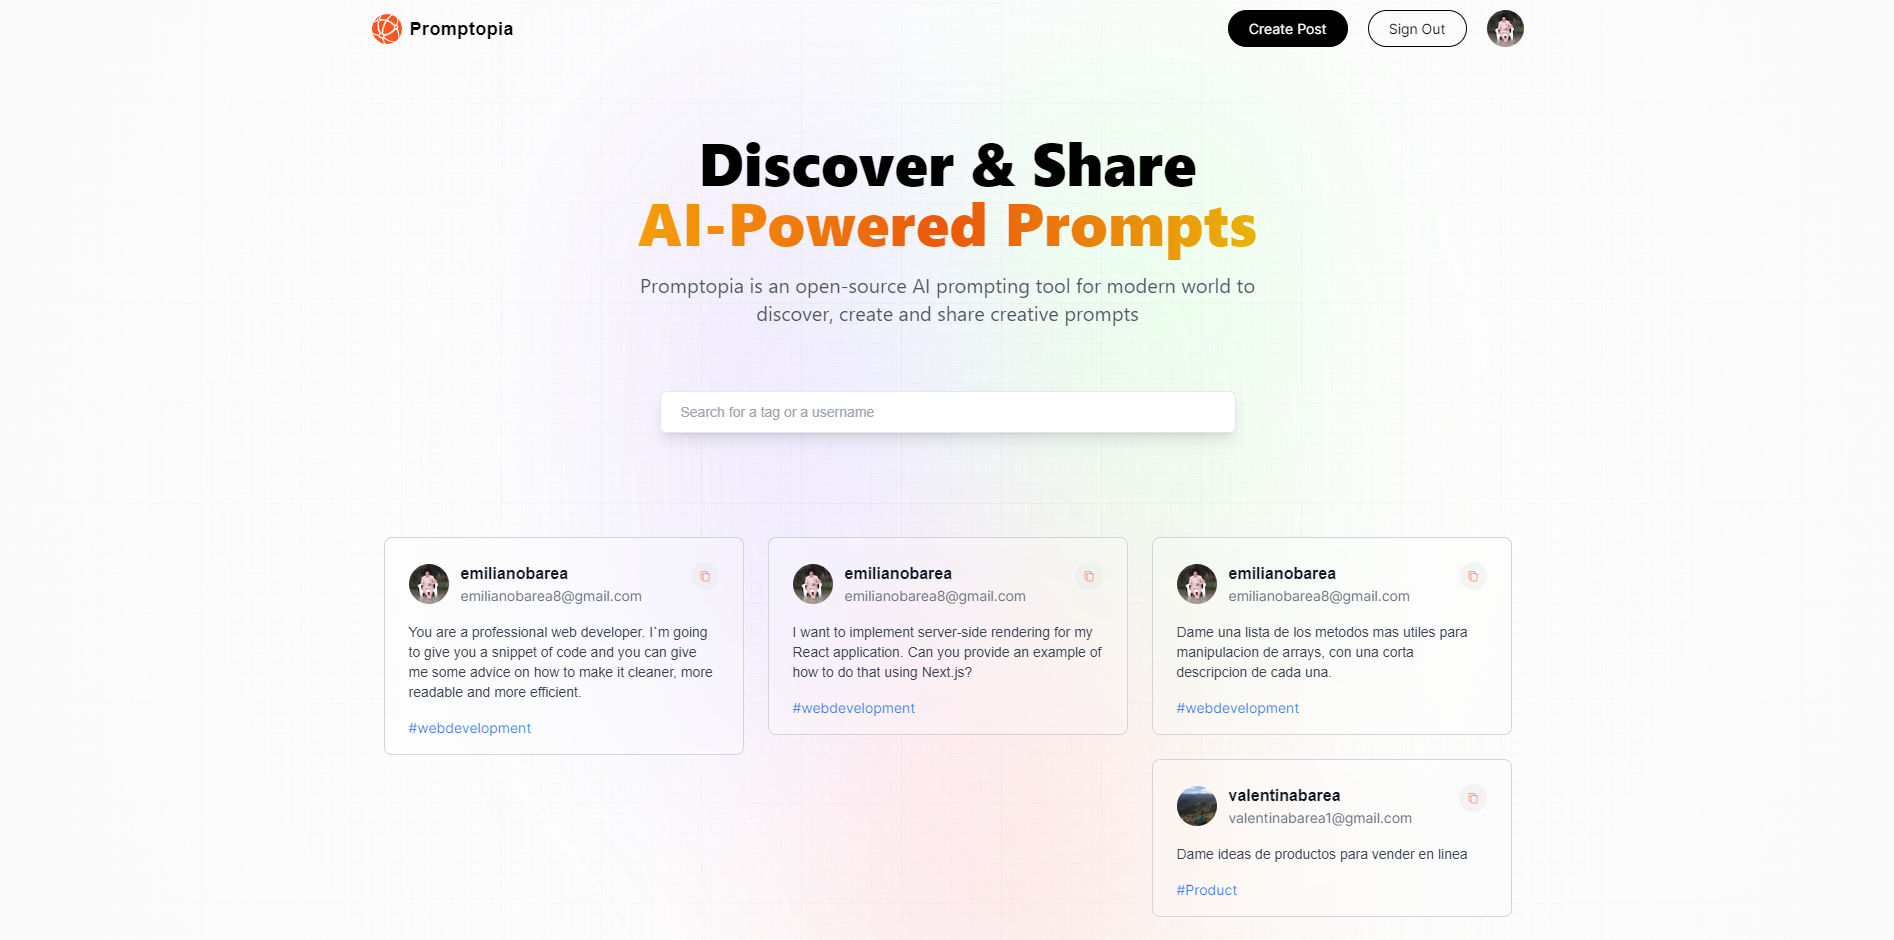 Promptopia
Create Post
Sign Out
Discover & Share
AI-Powered Prompts
Promptopia is an open-source AI prompting tool for modern world to
discover, create and share creative prompts
Search for a tag or a username
emilianobarea
emilianobarea8@gmail.com
You are a professional web developer. I`m going
to give you a snippet of code and you can give
me some advice on how to make it cleaner, more
readable and more efficient.
#webdevelopment
emilianobarea
emilianobarea8@gmail.com
I want to implement server-side rendering for my
React application. Can you provide an example of
how to do that using Next.js?
#webdevelopment
emilianobarea
emilianobarea8@gmail.com
Dame una lista de los metodos mas utiles para
manipulacion de arrays, con una corta
descripcion de cada una.
#webdevelopment
valentinabarea
valentinabarea1@gmail.com
Dame ideas de productos para vender en linea
#Product